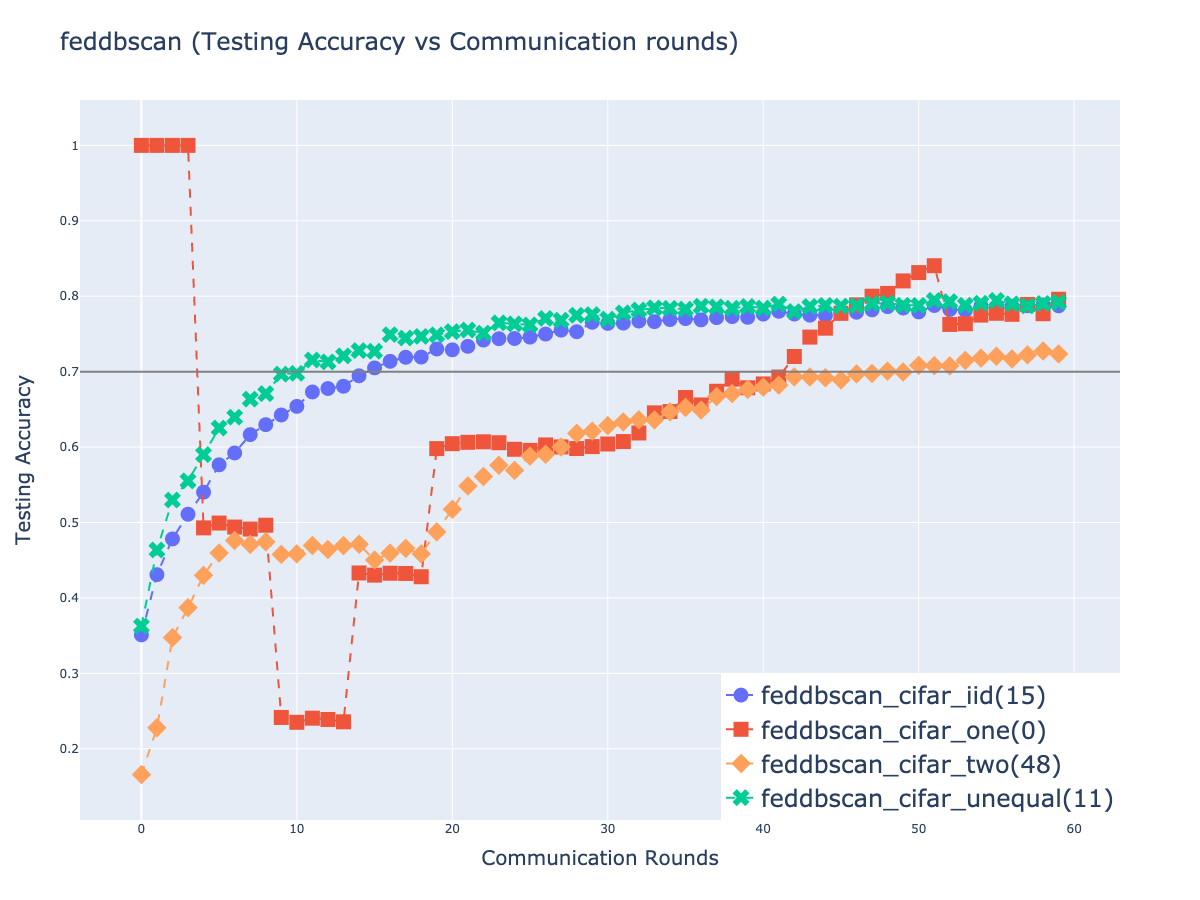 feddbscan (Testing Accuracy vs Communication rounds)
1
0.9
0.8
0.7
0.6
0.5
0.4
0.3
0.2
Testing Accuracy
0 10 20 30 40 50 60
Communication Rounds
feddbscan_cifar_iid(15)
feddbscan_cifar_one(0)
feddbscan_cifar_two(48)
feddbscan_cifar_unequal(11)